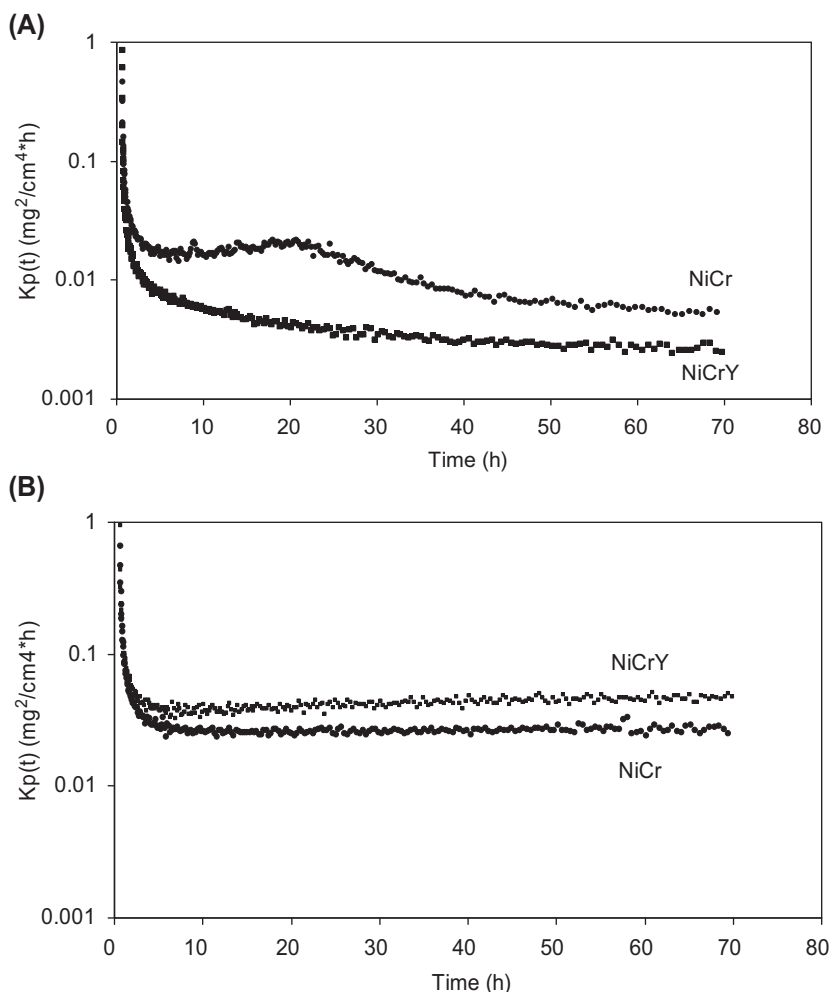 (A)
1
0.1
0.01
0.001
Kp(t) (mg²/cm⁴*h)
NiCr
NiCrY
0 10 20 30 40 50 60 70 80
Time (h)
(B)
1
0.1
0.01
0.001
Kp(t) (mg²/cm4*h)
NiCrY
NiCr
0 10 20 30 40 50 60 70 80
Time (h)